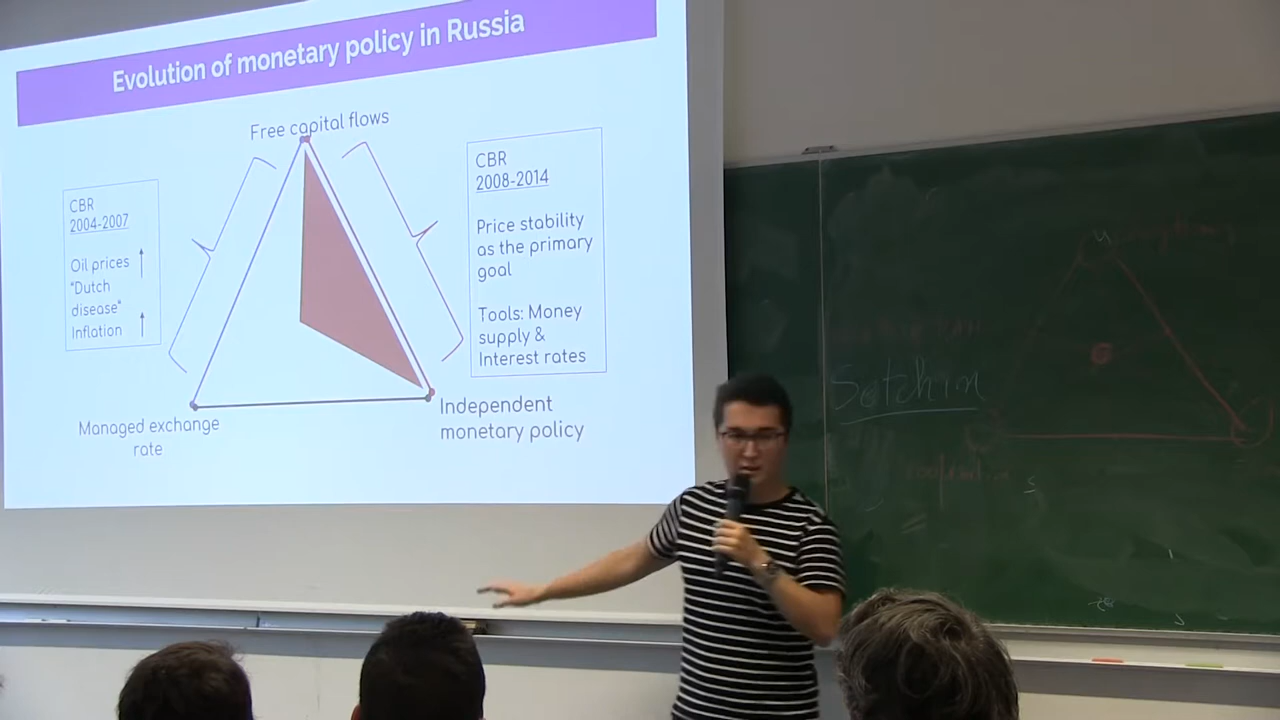 Evolution of monetary policy in Russia
Free capital flows
CBR
2004-2007
Oil prices
"Dutch
disease"
Inflation
CBR
2008-2014
Price stability
as the primary
goal
Tools: Money
supply &
Interest rates
Managed exchange
rate
Independent
monetary policy